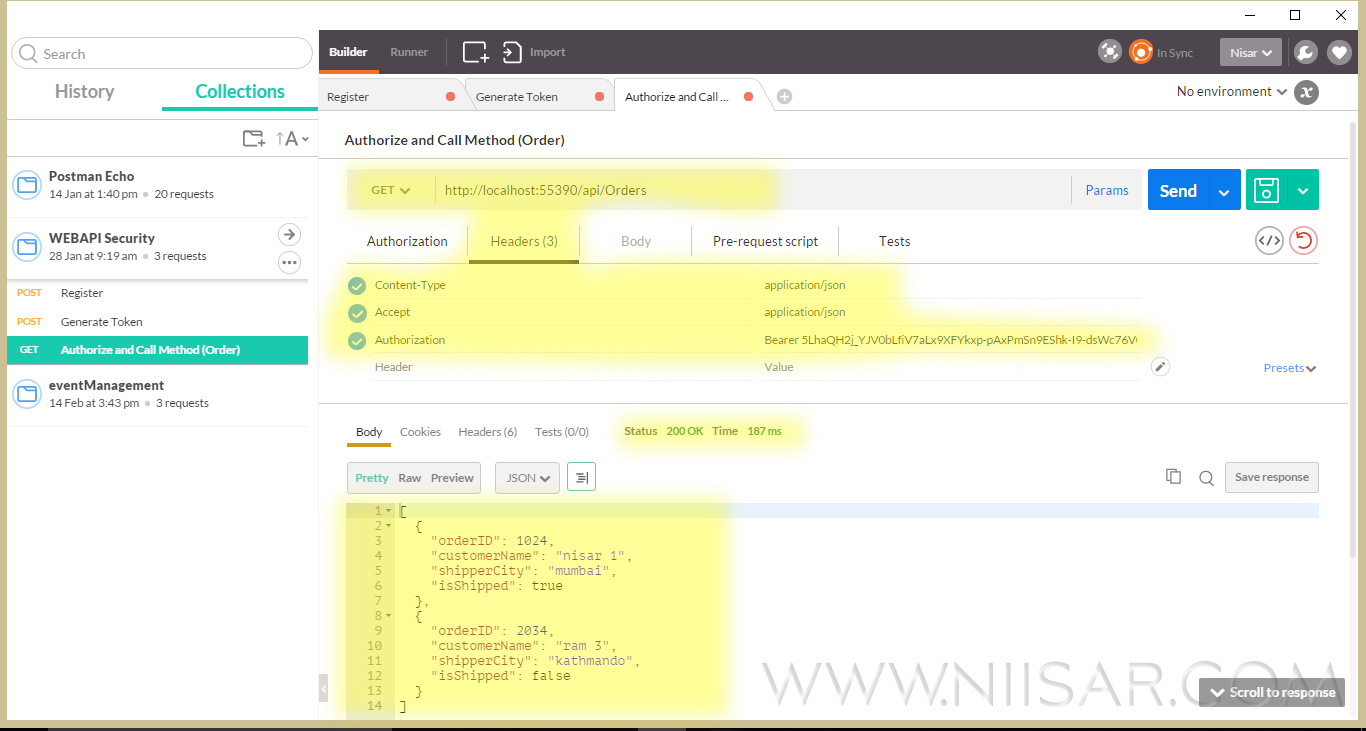 Search
History
Collections
A
Postman Echo
14 Jan at 1:40 pm • 20 requests
WEBAPI Security
28 Jan at 9:19 am • 3 requests
POST Register
POST Generate Token
GET Authorize and Call Method (Order)
eventManagement
14 Feb at 3:43 pm • 3 requests
Builder Runner Import In Sync Nisar
Register Generate Token Authorize and Call ... No environment x
Authorize and Call Method (Order)
GET http://localhost:55390/api/Orders Params Send
Authorization Headers (3) Body Pre-request script Tests
Content-Type application/json
Accept application/json
Authorization Bearer 5LhaQH2j_YJV0bLfiV7aLx9XFYkxp-pAxPmSn9EShk-I9-dsWc76V
Header Value Presets
Body Cookies Headers (6) Tests (0/0) Status 200 OK Time 187 ms
Pretty Raw Preview JSON Save response
1 [
2 {
3 "orderID": 1024,
4 "customerName": "nisar 1",
5 "shipperCity": "mumbai",
6 "isShipped": true
7 },
8 {
9 "orderID": 2034,
10 "customerName": "ram 3",
11 "shipperCity": "kathmando",
12 "isShipped": false
13 }
14 ]
WWW.NIISAR.COM
Scroll to response